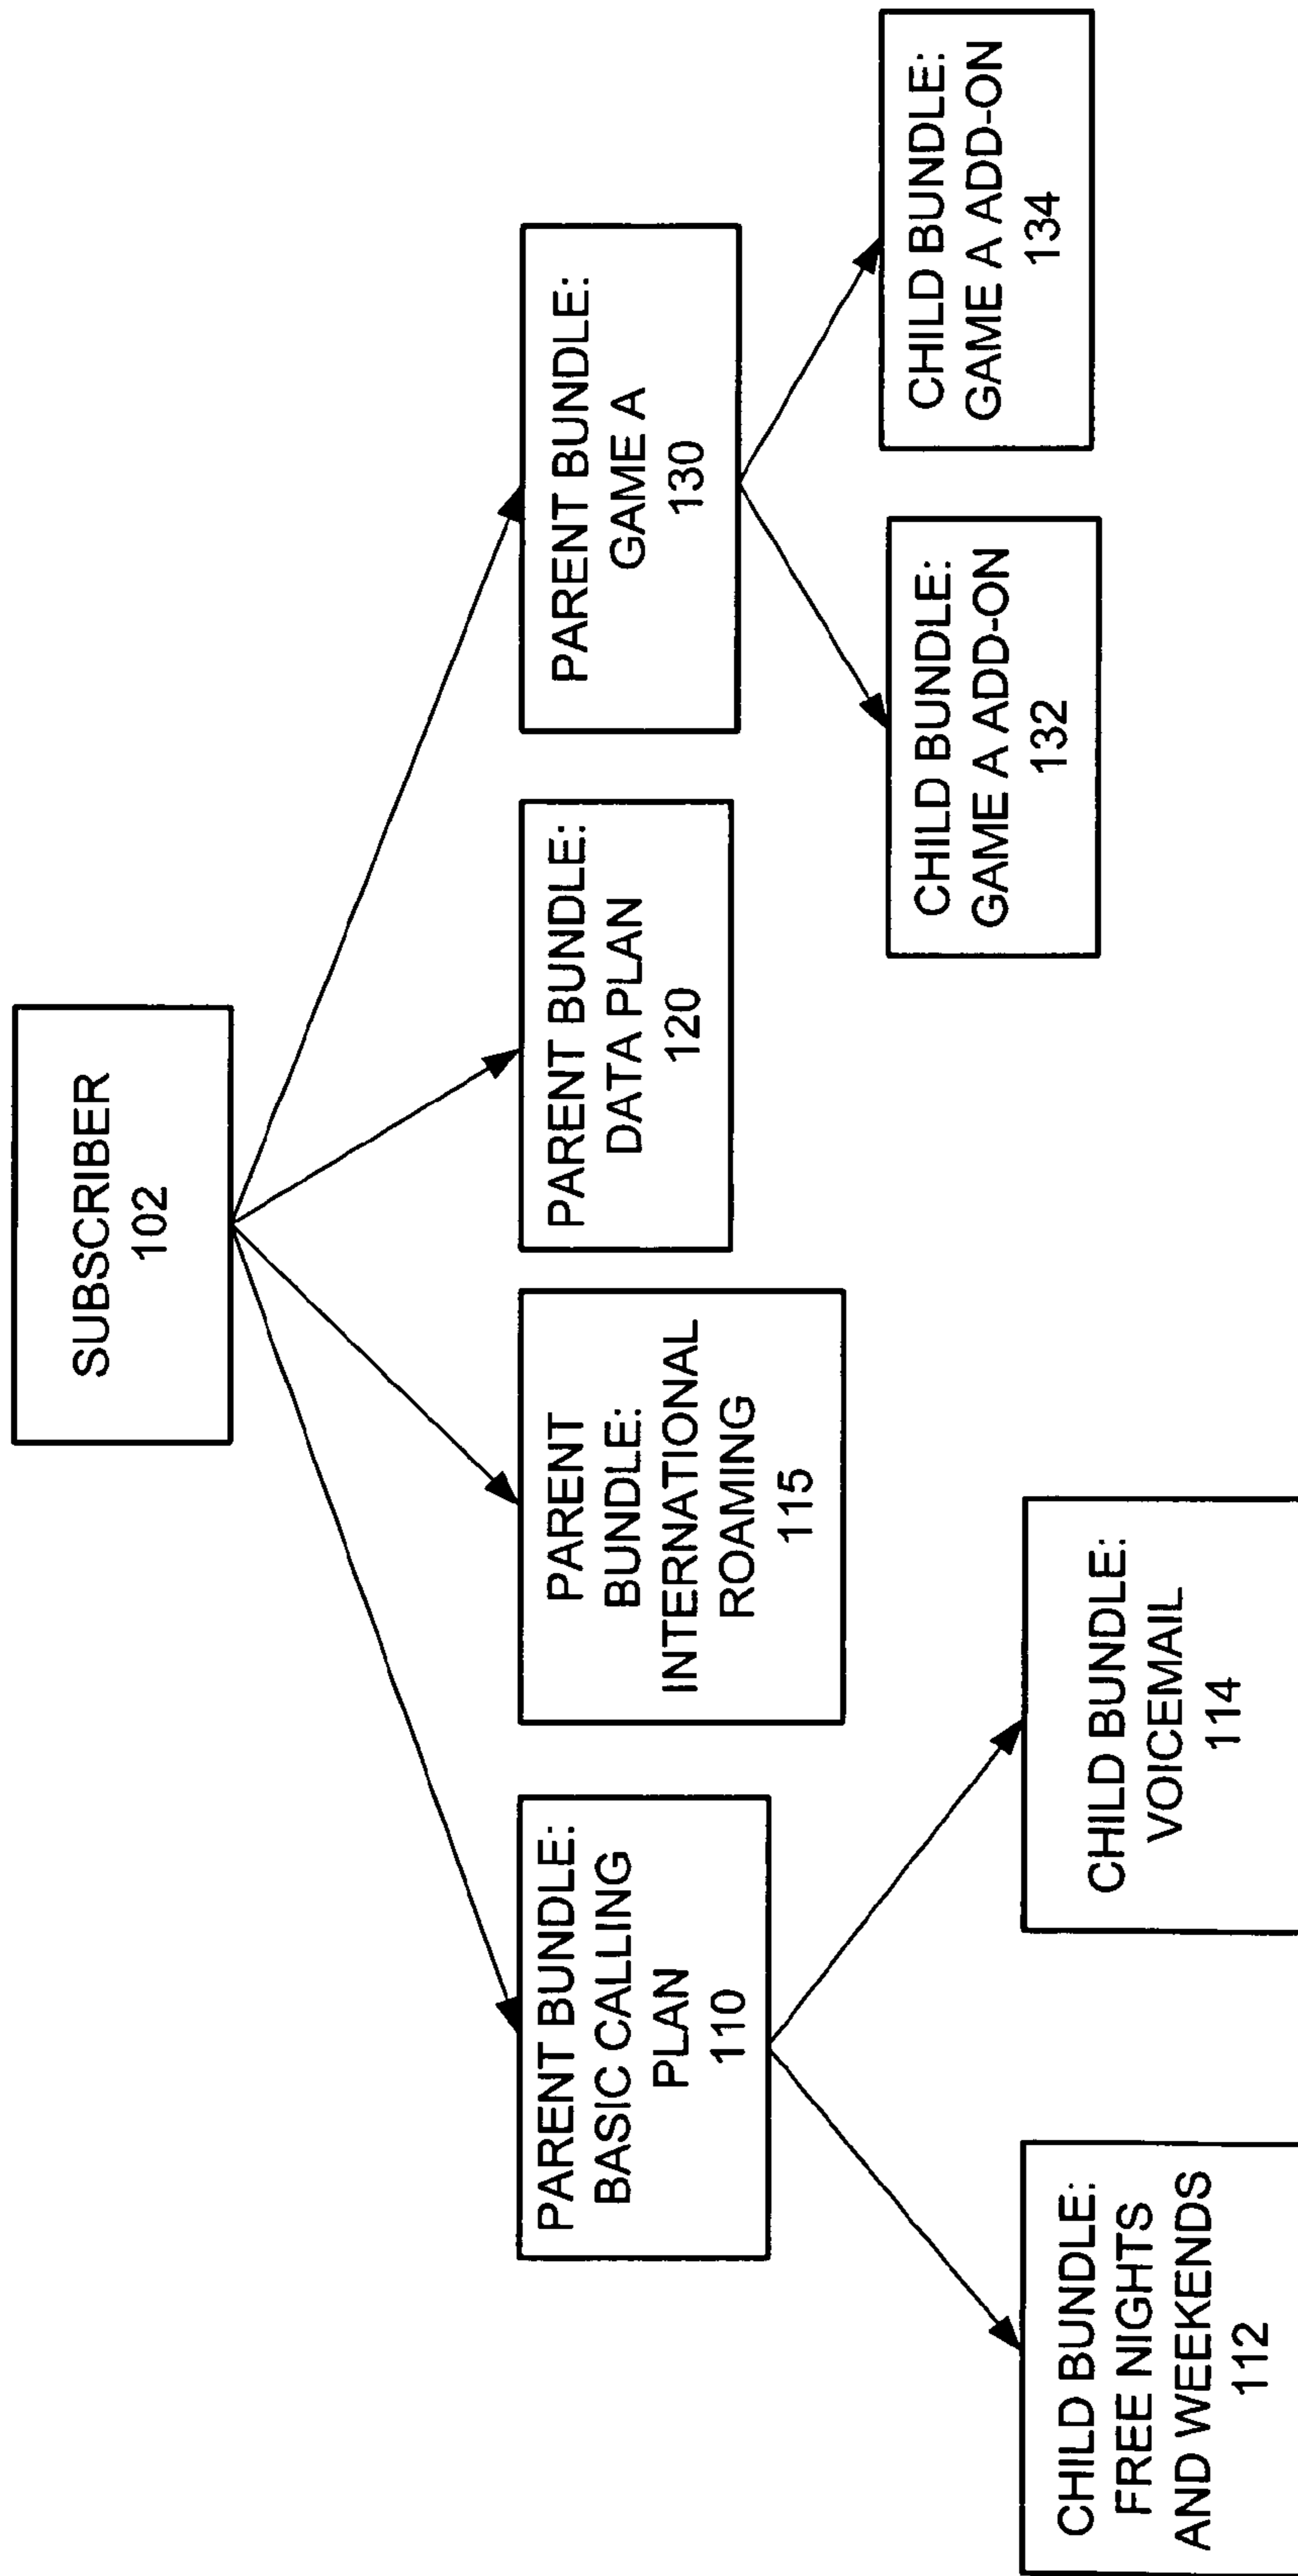 SUBSCRIBER
102
PARENT BUNDLE:
BASIC CALLING
PLAN
110
PARENT
BUNDLE:
INTERNATIONAL
ROAMING
115
PARENT BUNDLE:
DATA PLAN
120
PARENT BUNDLE:
GAME A
130
CHILD BUNDLE:
FREE NIGHTS
AND WEEKENDS
112
CHILD BUNDLE:
VOICEMAIL
114
CHILD BUNDLE:
GAME A ADD-ON
132
CHILD BUNDLE:
GAME A ADD-ON
134